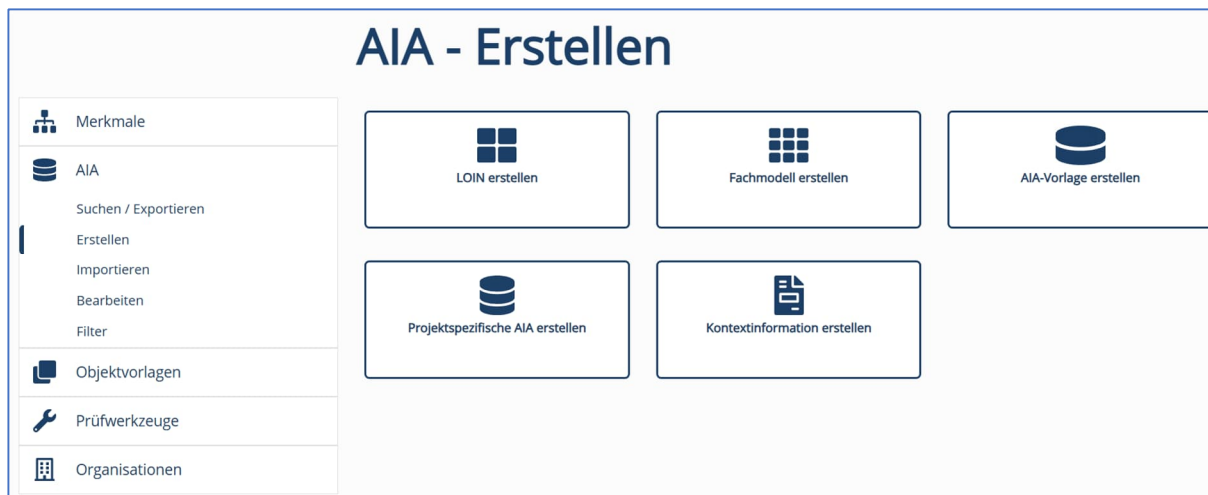 AIA - Erstellen
Merkmale
AIA
Suchen / Exportieren
Erstellen
Importieren
Bearbeiten
Filter
Objektvorlagen
Prüfwerkzeuge
Organisationen
LOIN erstellen
Fachmodell erstellen
AIA-Vorlage erstellen
Projektspezifische AIA erstellen
Kontextinformation erstellen